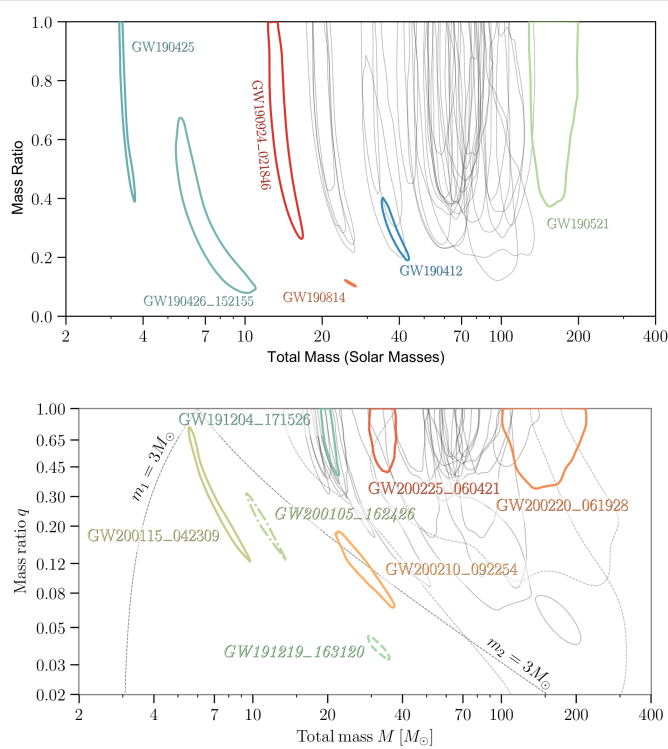 1.0
0.8
0.6
0.4
0.2
0.0
Mass Ratio
GW190425
GW190924_021846
GW190521
GW190412
GW190426_152155
GW190814
2 4 7 10 20 40 70 100 200 400
Total Mass (Solar Masses)
1.00
0.65
0.45
0.30
0.20
0.12
0.08
0.05
0.03
0.02
Mass ratio q
GW191204_171526
m₁ = 3M⊙
GW200225_060421
GW200220_061928
GW200105_162426
GW200115_042309
GW200210_092254
GW191219_163120
m₂ = 3M⊙
2 4 7 10 20 40 70 100 200 400
Total mass M [M⊙]